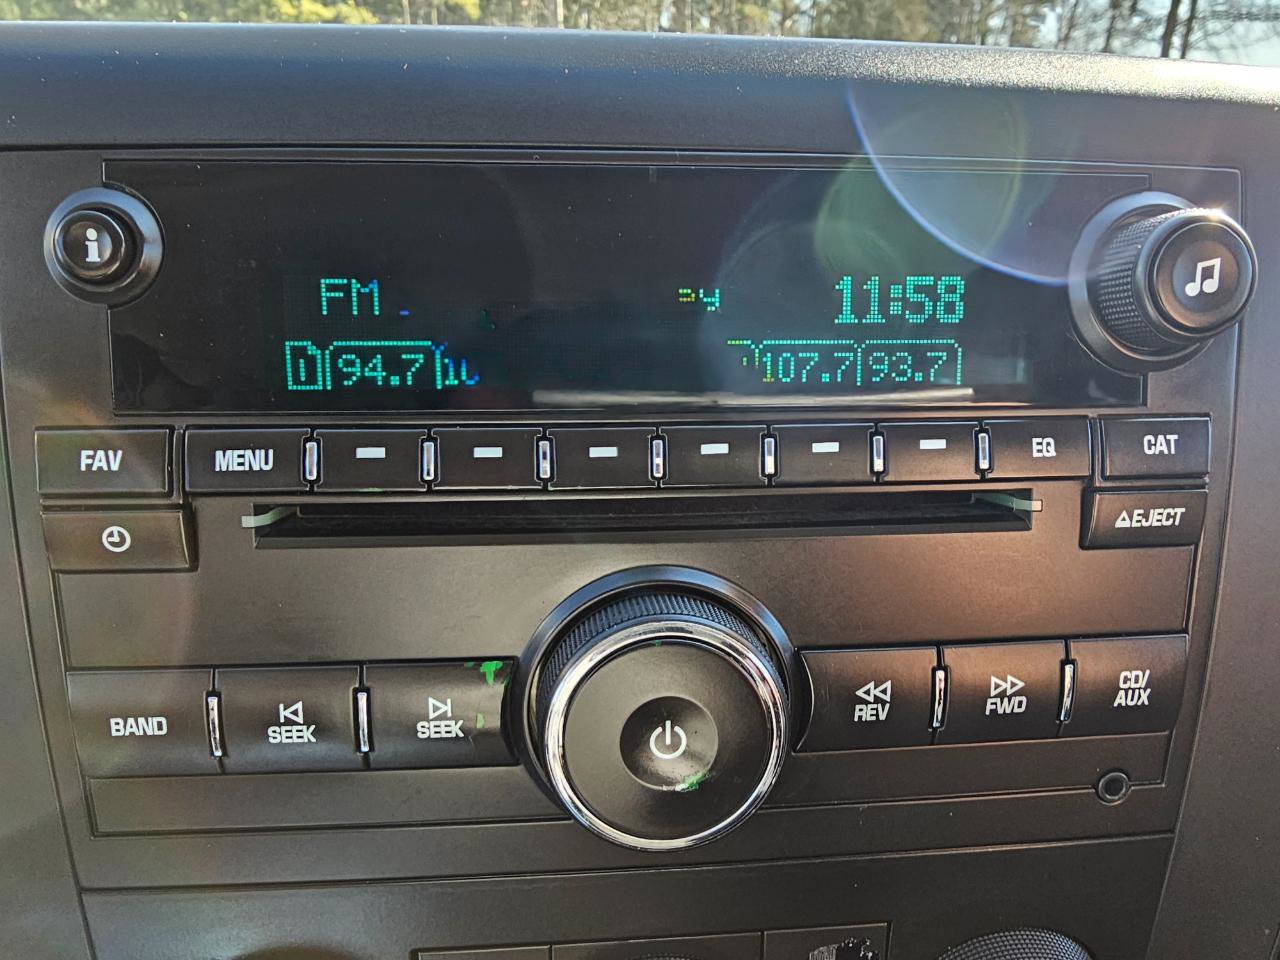 FM 11:58
94.7 107.7 93.7
FAV MENU EQ CAT
EJECT
BAND SEEK SEEK REV FWD CD/AUX